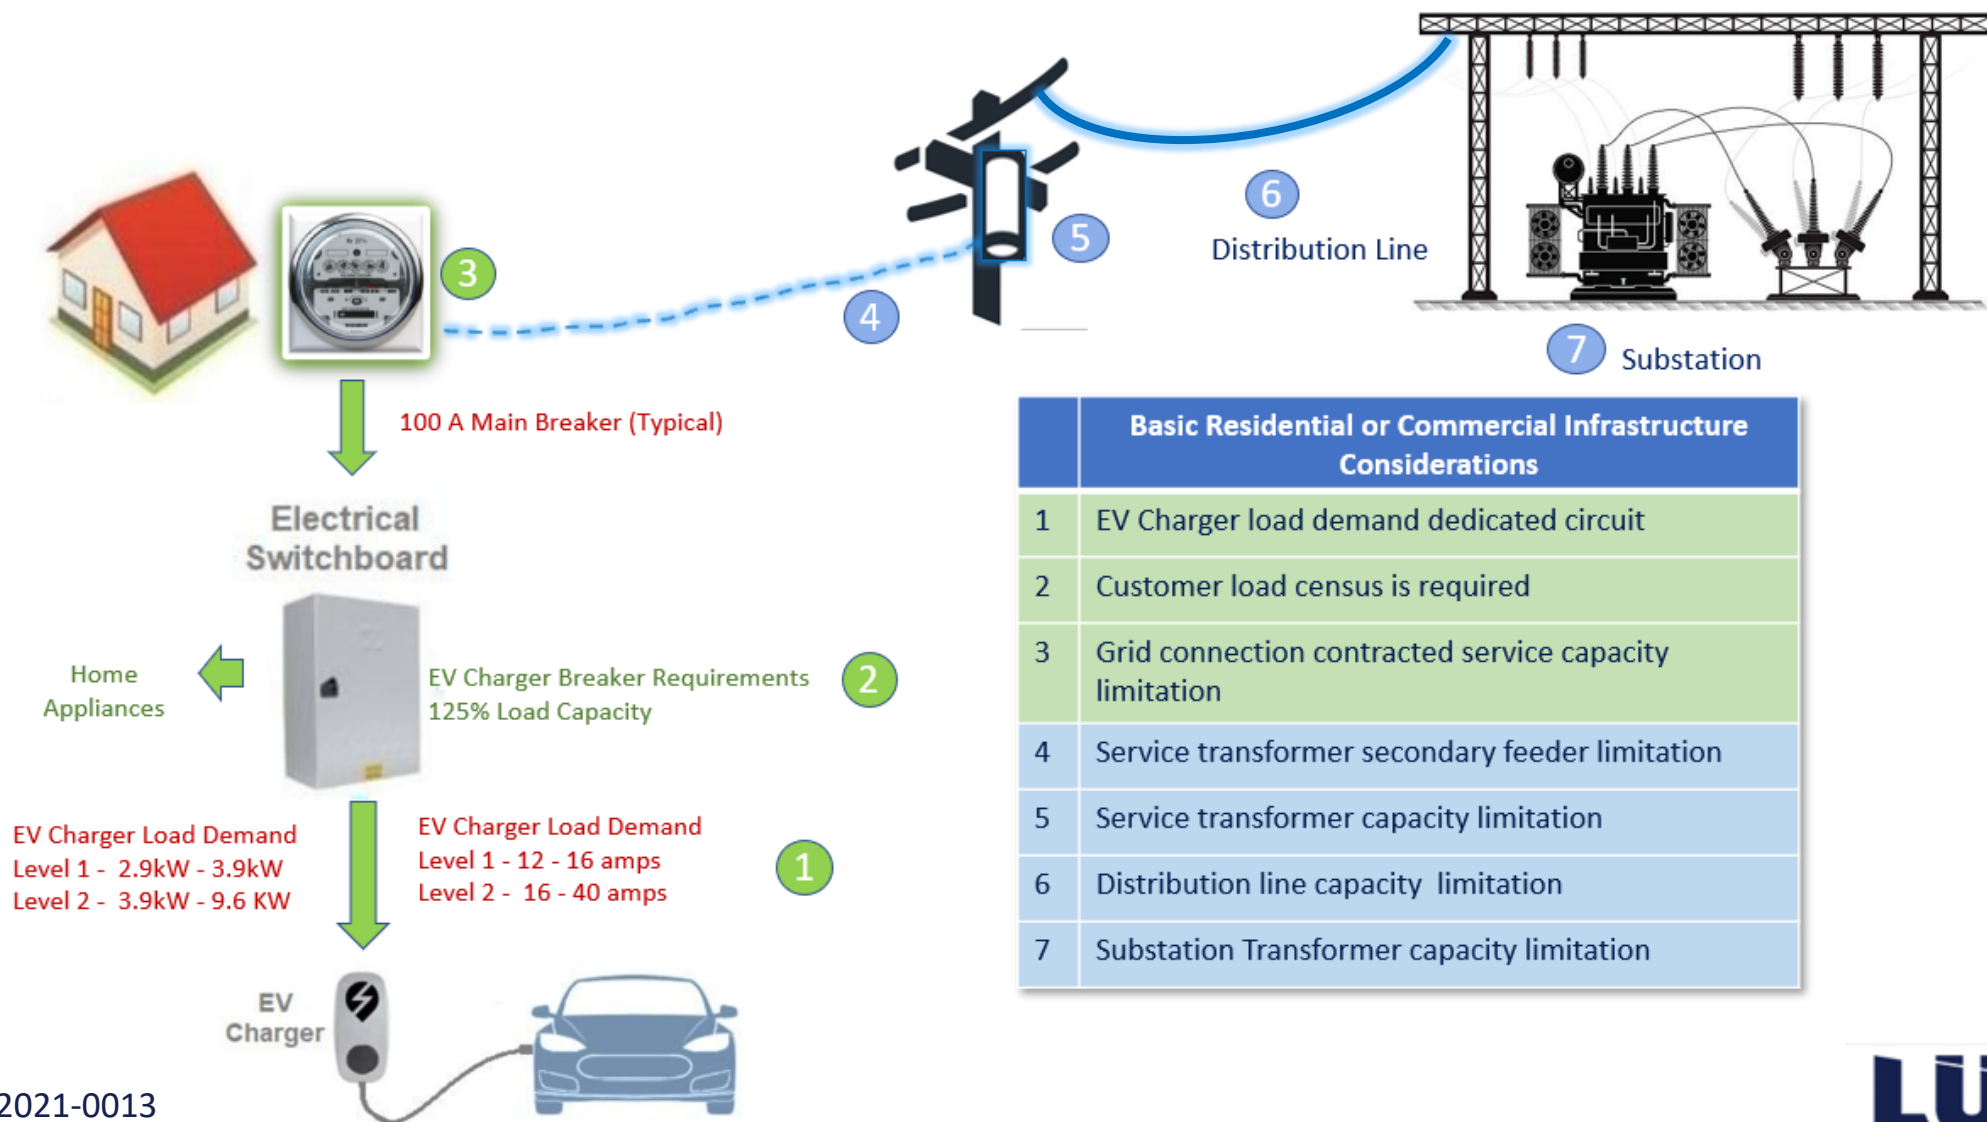 3
4
5
6
Distribution Line
7
Substation
100 A Main Breaker (Typical)
Electrical
Switchboard
Home
Appliances
EV Charger Breaker Requirements
125% Load Capacity
2
EV Charger Load Demand
Level 1 -  2.9kW - 3.9kW
Level 2 -  3.9kW - 9.6 KW
EV Charger Load Demand
Level 1 - 12 - 16 amps
Level 2 -  16 - 40 amps
1
EV
Charger
Basic Residential or Commercial Infrastructure
Considerations
1 EV Charger load demand dedicated circuit
2 Customer load census is required
3 Grid connection contracted service capacity
limitation
4 Service transformer secondary feeder limitation
5 Service transformer capacity limitation
6 Distribution line capacity  limitation
7 Substation Transformer capacity limitation
2021-0013
LU